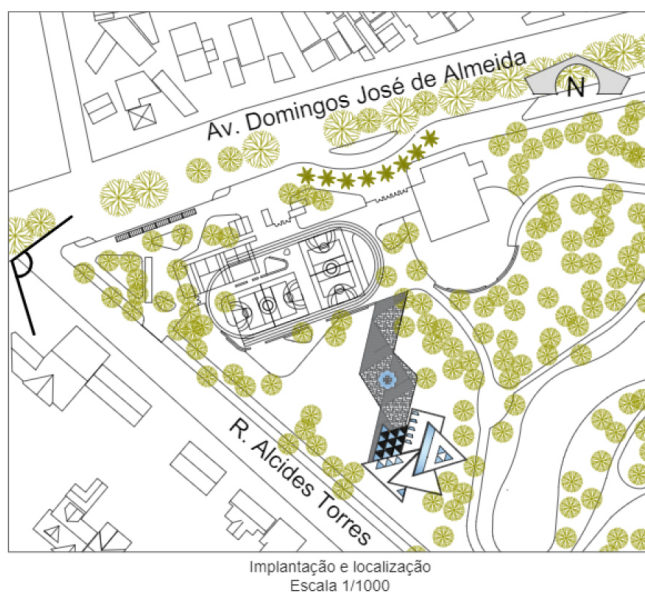 Av. Domingos José de Almeida
N
R. Alcides Torres
Implantação e localização
Escala 1/1000